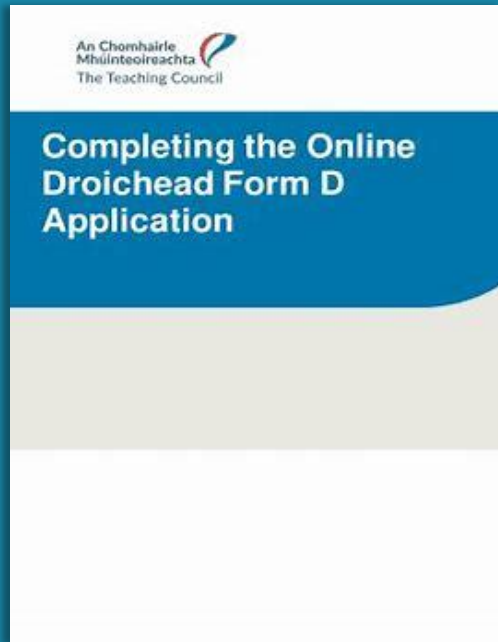 An Chomhairle
Mhúinteoireachta
The Teaching Council
Completing the Online
Droichead Form D
Application